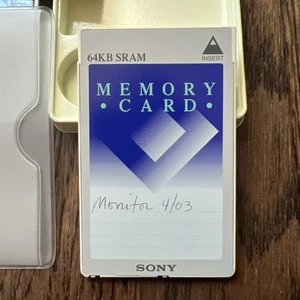 64KB SRAM
INSERT
MEMORY
• CARD •
Monitor 4/03
SONY